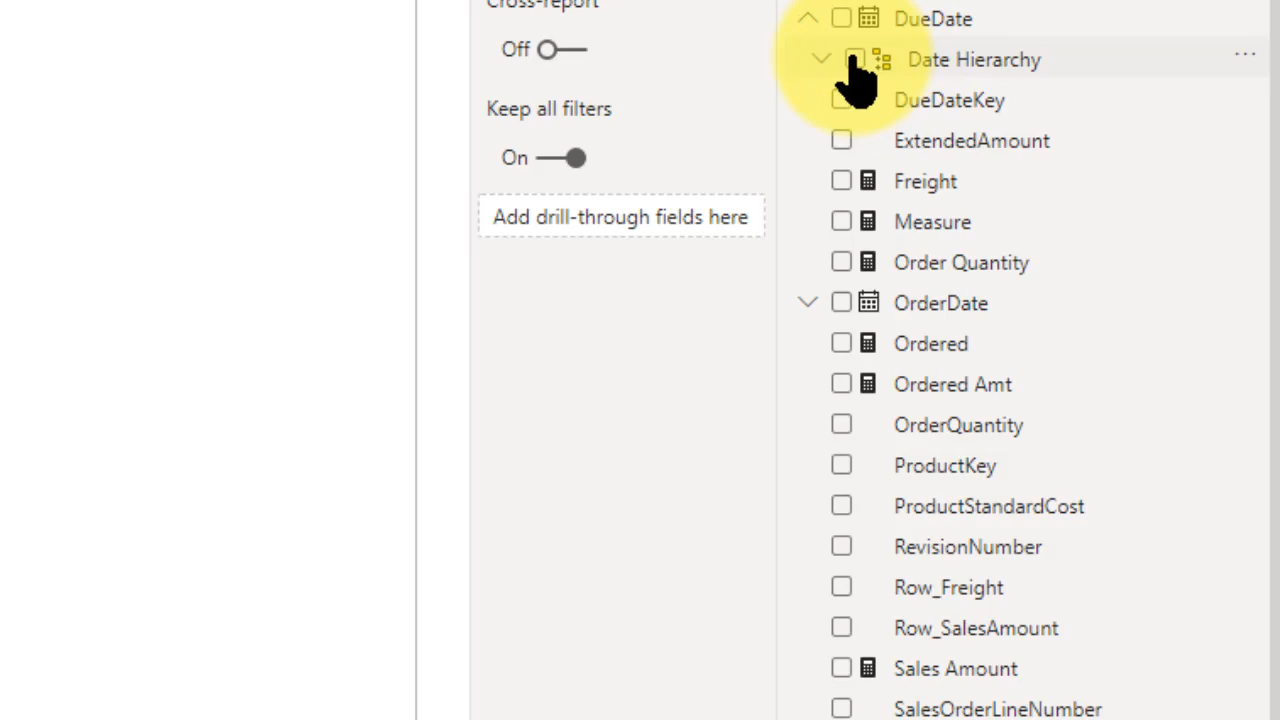 Cross-report
Off
Keep all filters
On
Add drill-through fields here
DueDate
Date Hierarchy
DueDateKey
ExtendedAmount
Freight
Measure
Order Quantity
OrderDate
Ordered
Ordered Amt
OrderQuantity
ProductKey
ProductStandardCost
RevisionNumber
Row_Freight
Row_SalesAmount
Sales Amount
SalesOrderLineNumber